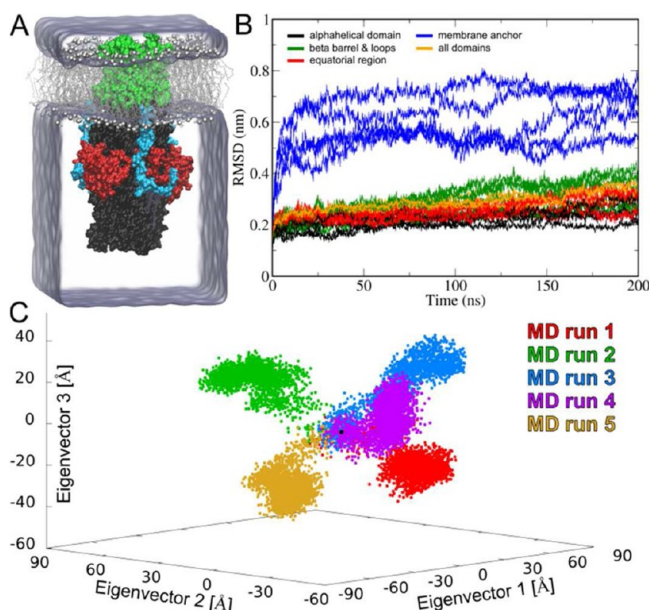 A
B
alphahelical domain
beta barrel & loops
equatorial region
membrane anchor
all domains
RMSD (nm)
1
0.8
0.6
0.4
0.2
0
0 50 100 150 200
Time (ns)
C
MD run 1
MD run 2
MD run 3
MD run 4
MD run 5
Eigenvector 3 [Å]
40
20
0
-20
-40
-60
90 60 30 0 -30 -60
Eigenvector 2 [Å]
-90 -60 -30 0 30 60 90
Eigenvector 1 [Å]